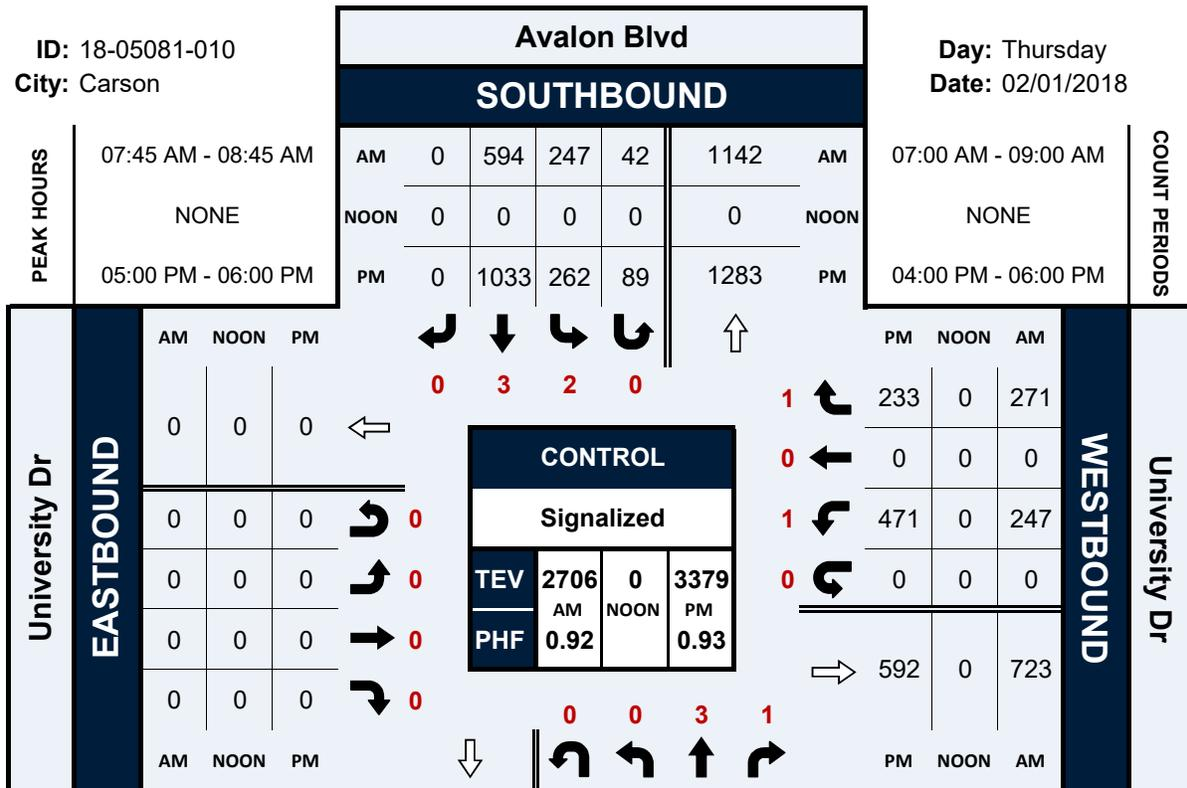 Avalon Blvd
ID: 18-05081-010
City: Carson
Day: Thursday
Date: 02/01/2018
SOUTHBOUND
PEAK HOURS
07:45 AM - 08:45 AM
NONE
05:00 PM - 06:00 PM
AM 0 594 247 42 1142 AM
NOON 0 0 0 0 0 NOON
PM 0 1033 262 89 1283 PM
07:00 AM - 09:00 AM
NONE
04:00 PM - 06:00 PM
COUNT PERIODS
0 3 2 0
University Dr
EASTBOUND
AM NOON PM
0 0 0
0 0 0 0
0 0 0 0
0 0 0 0
0 0 0 0
AM NOON PM
CONTROL
Signalized
TEV 2706 0 3379
AM NOON PM
PHF 0.92 0.93
PM NOON AM
1 233 0 271
0 0 0 0
1 471 0 247
0 0 0 0
592 0 723
PM NOON AM
WESTBOUND
University Dr
0 0 3 1